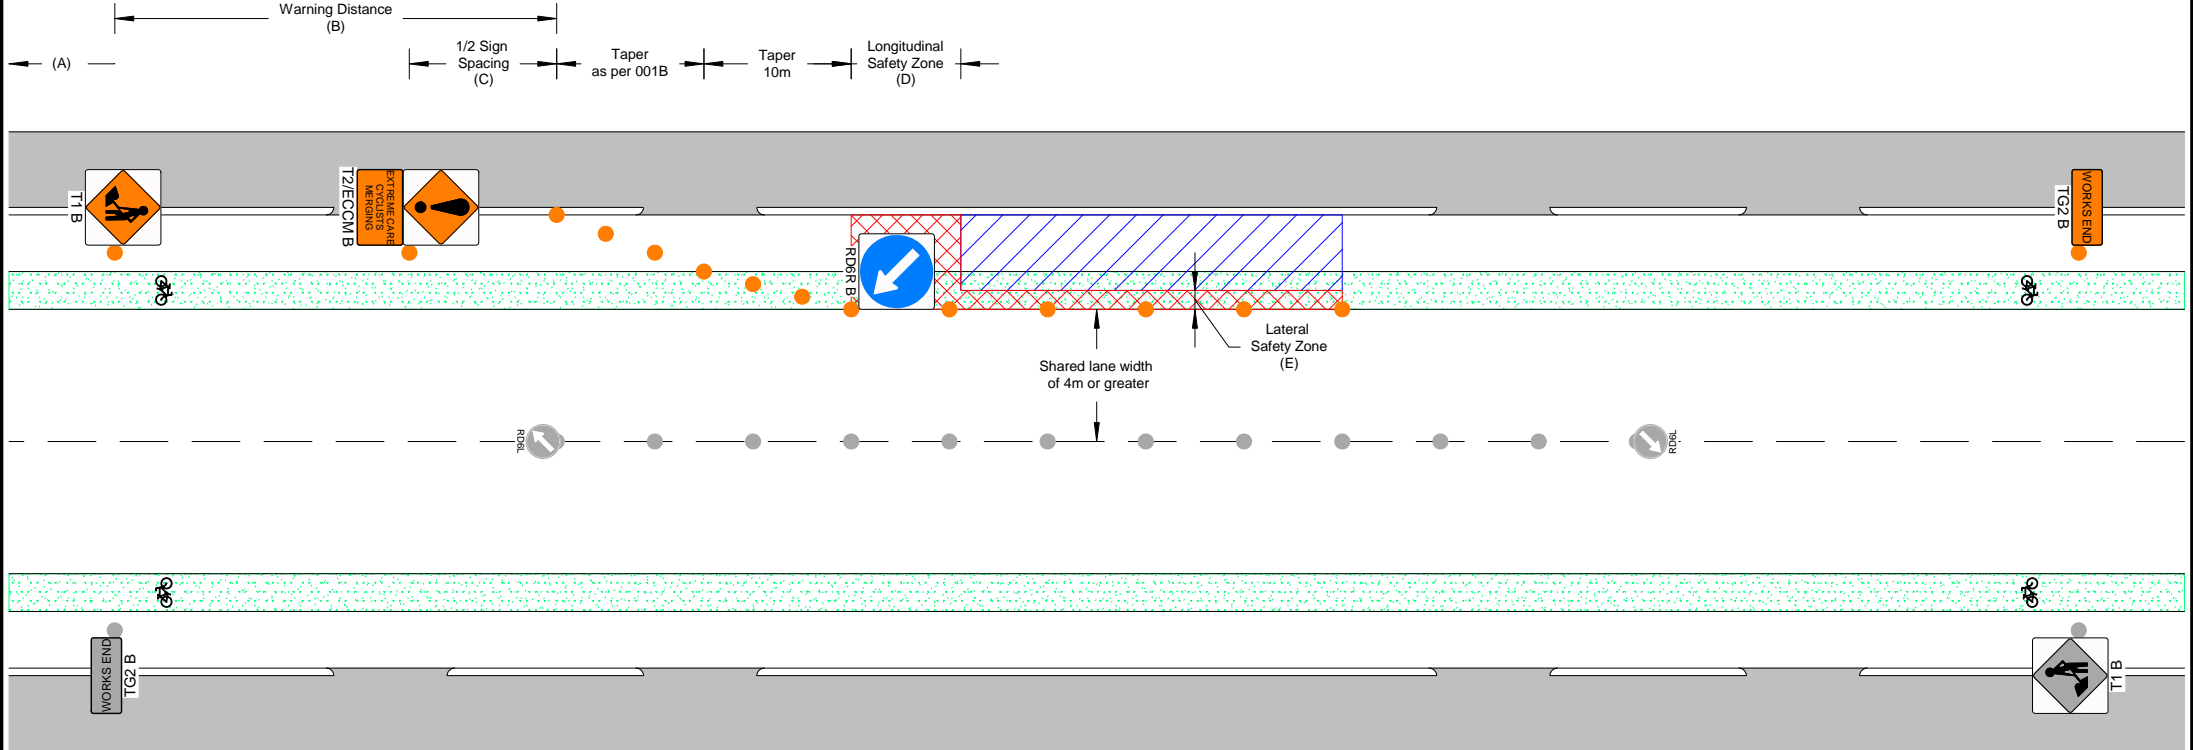 Warning Distance
(B)
(A)
1/2 Sign
Spacing
(C)
Taper
as per 001B
Taper
10m
Longitudinal
Safety Zone
(D)
T1 B
T2/ECCM B
EXTREME CARE
CYCLISTS
MERGING
RD6R B
TG2 B
WORKS END
Lateral
Safety Zone
(E)
Shared lane width
of 4m or greater
RD6L
RD6L
WORKS END
TG2 B
T1 B